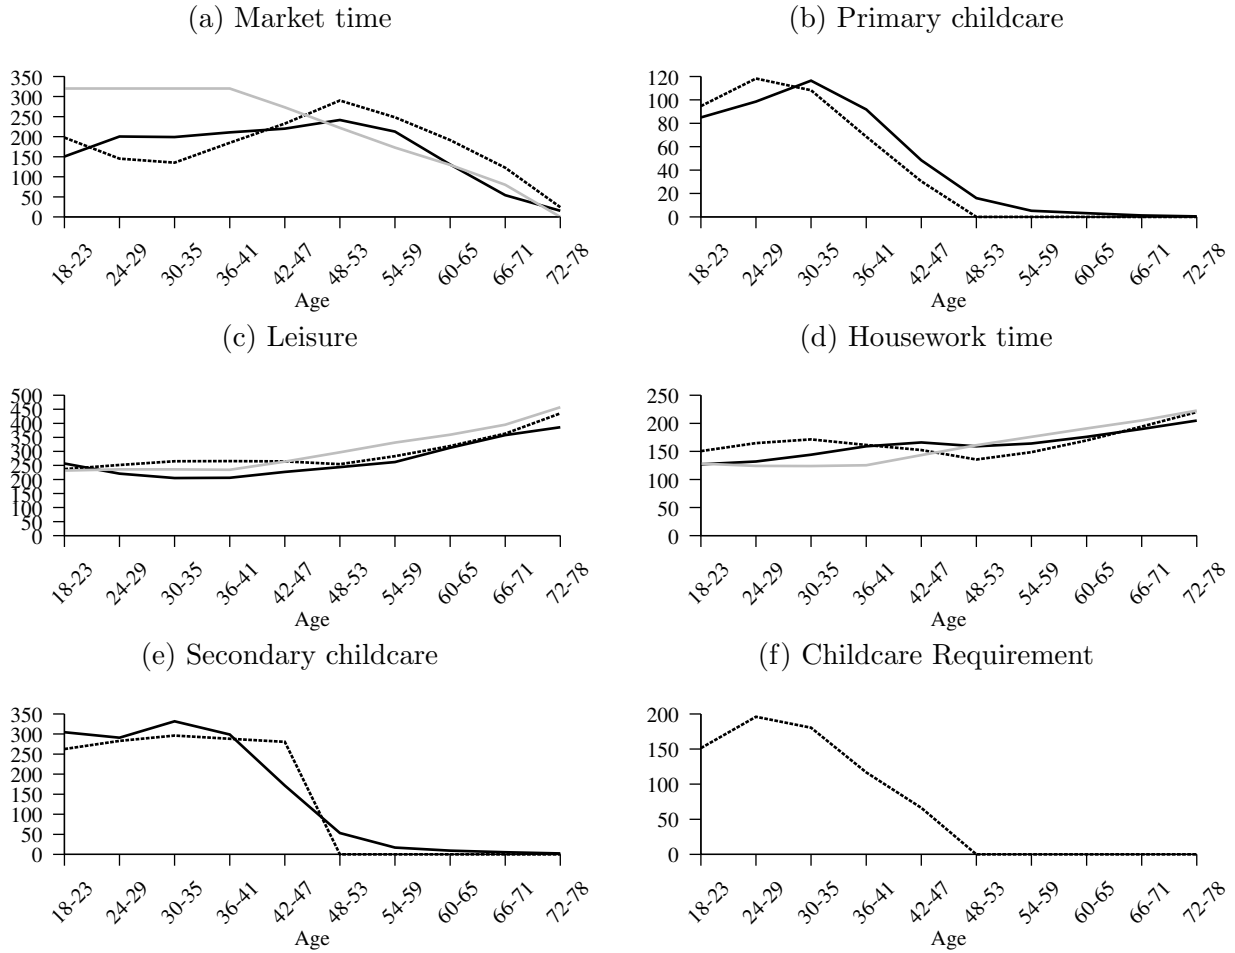 (a) Market time
350
300
250
200
150
100
50
0
18-23 24-29 30-35 36-41 42-47 48-53 54-59 60-65 66-71 72-78
Age
(b) Primary childcare
120
100
80
60
40
20
0
18-23 24-29 30-35 36-41 42-47 48-53 54-59 60-65 66-71 72-78
Age
(c) Leisure
500
450
400
350
300
250
200
150
100
50
0
18-23 24-29 30-35 36-41 42-47 48-53 54-59 60-65 66-71 72-78
Age
(d) Housework time
250
200
150
100
50
0
18-23 24-29 30-35 36-41 42-47 48-53 54-59 60-65 66-71 72-78
Age
(e) Secondary childcare
350
300
250
200
150
100
50
0
18-23 24-29 30-35 36-41 42-47 48-53 54-59 60-65 66-71 72-78
Age
(f) Childcare Requirement
200
150
100
50
0
18-23 24-29 30-35 36-41 42-47 48-53 54-59 60-65 66-71 72-78
Age